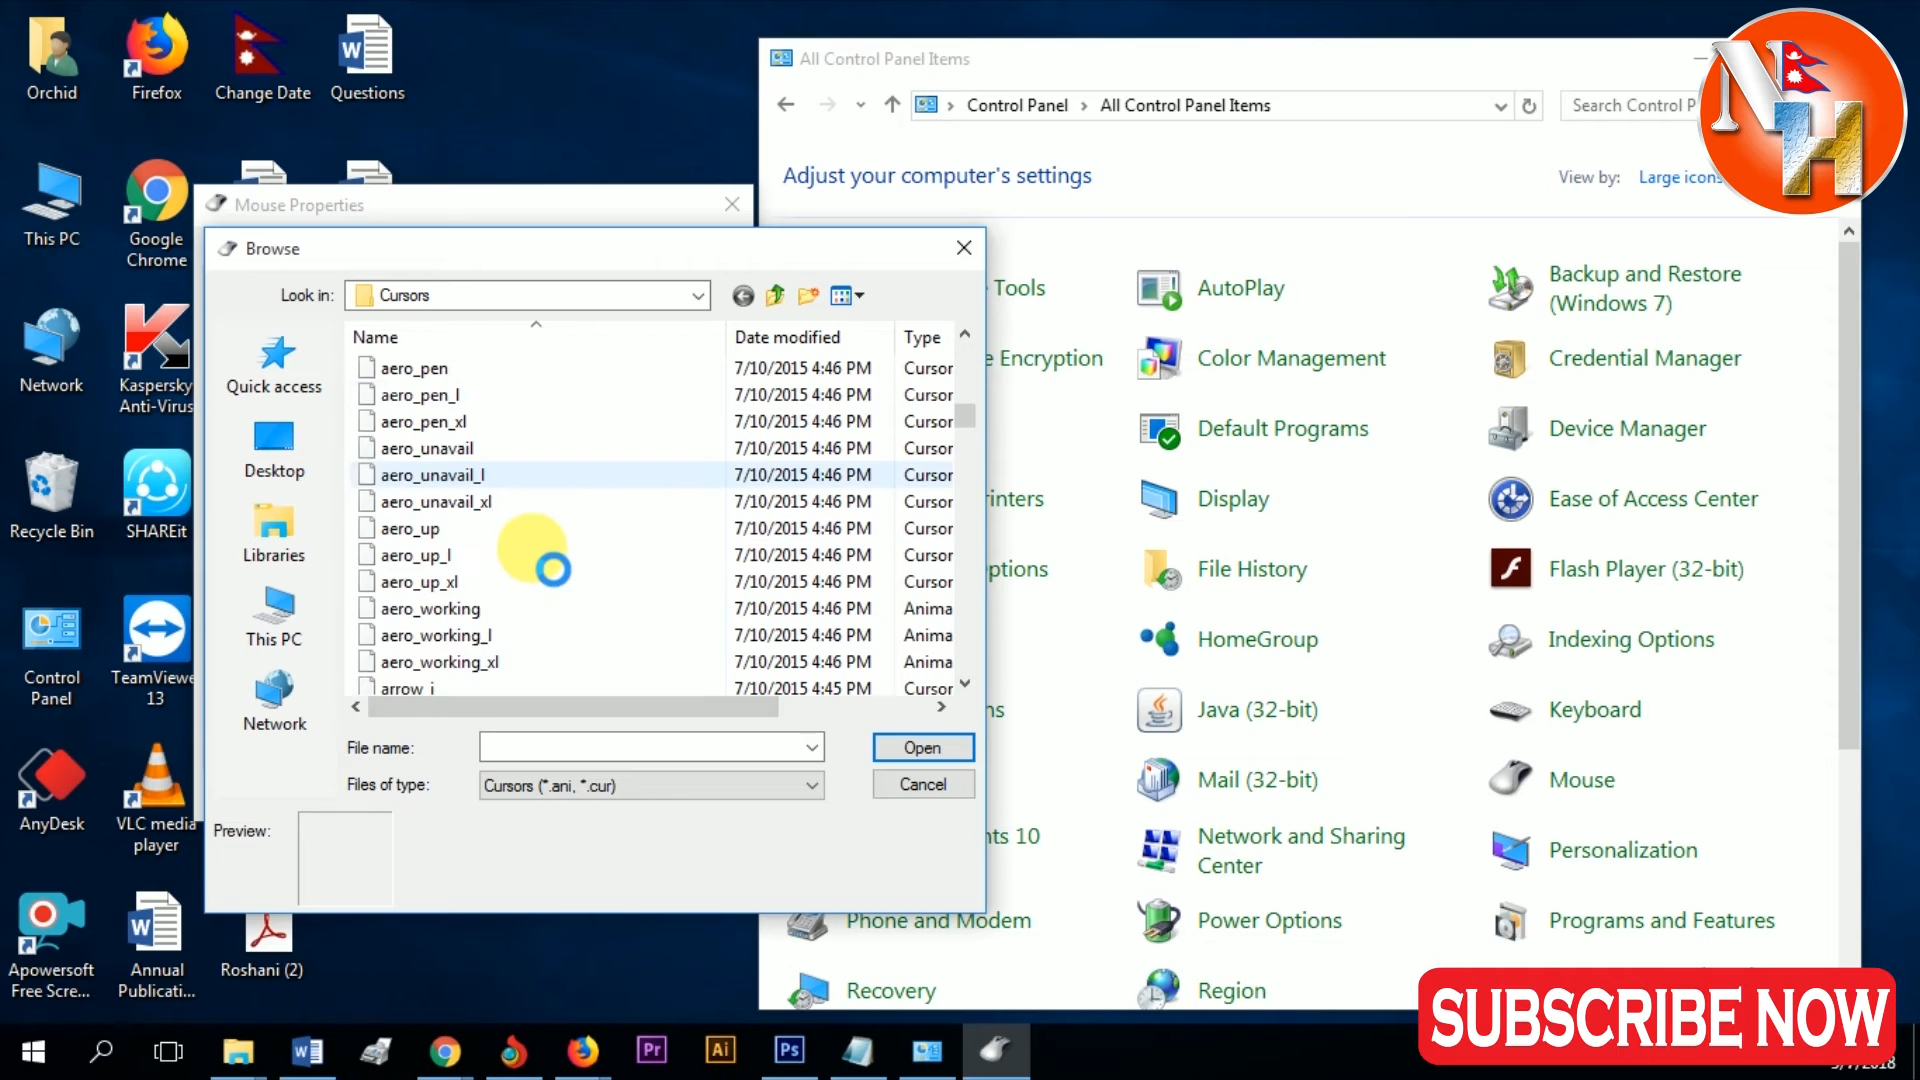 Orchid
Firefox
Change Date
Questions
This PC
Google
Chrome
Network
Kaspersky
Anti-Virus
Recycle Bin
SHAREit
Control
Panel
TeamViewe
13
AnyDesk
VLC media
player
Apowersoft
Free Scre...
Annual
Publicati...
Roshani (2)
All Control Panel Items
Control Panel
All Control Panel Items
Search Control P
NH
Adjust your computer's settings
View by:
Large icons
Tools
AutoPlay
Backup and Restore
(Windows 7)
e Encryption
Color Management
Credential Manager
Default Programs
Device Manager
Display
Ease of Access Center
File History
Flash Player (32-bit)
HomeGroup
Indexing Options
Java (32-bit)
Keyboard
Mail (32-bit)
Mouse
10
Network and Sharing
Center
Personalization
Phone and Modem
Power Options
Programs and Features
Recovery
Region
Mouse Properties
Browse
Look in:
Cursors
Quick access
Desktop
Libraries
This PC
Network
Name
Date modified
Type
aero_pen
7/10/2015 4:46 PM
Cursor
aero_pen_l
7/10/2015 4:46 PM
Cursor
aero_pen_xl
7/10/2015 4:46 PM
Cursor
aero_unavail
7/10/2015 4:46 PM
Cursor
aero_unavail_l
7/10/2015 4:46 PM
Cursor
aero_unavail_xl
7/10/2015 4:46 PM
Cursor
aero_up
7/10/2015 4:46 PM
Cursor
aero_up_l
7/10/2015 4:46 PM
Cursor
aero_up_xl
7/10/2015 4:46 PM
Cursor
aero_working
7/10/2015 4:46 PM
Anima
aero_working_l
7/10/2015 4:46 PM
Anima
aero_working_xl
7/10/2015 4:46 PM
Anima
arrow_i
7/10/2015 4:45 PM
Cursor
File name:
Open
Files of type:
Cursors (*.ani, *.cur)
Cancel
Preview:
Pr
Ai
Ps
SUBSCRIBE NOW